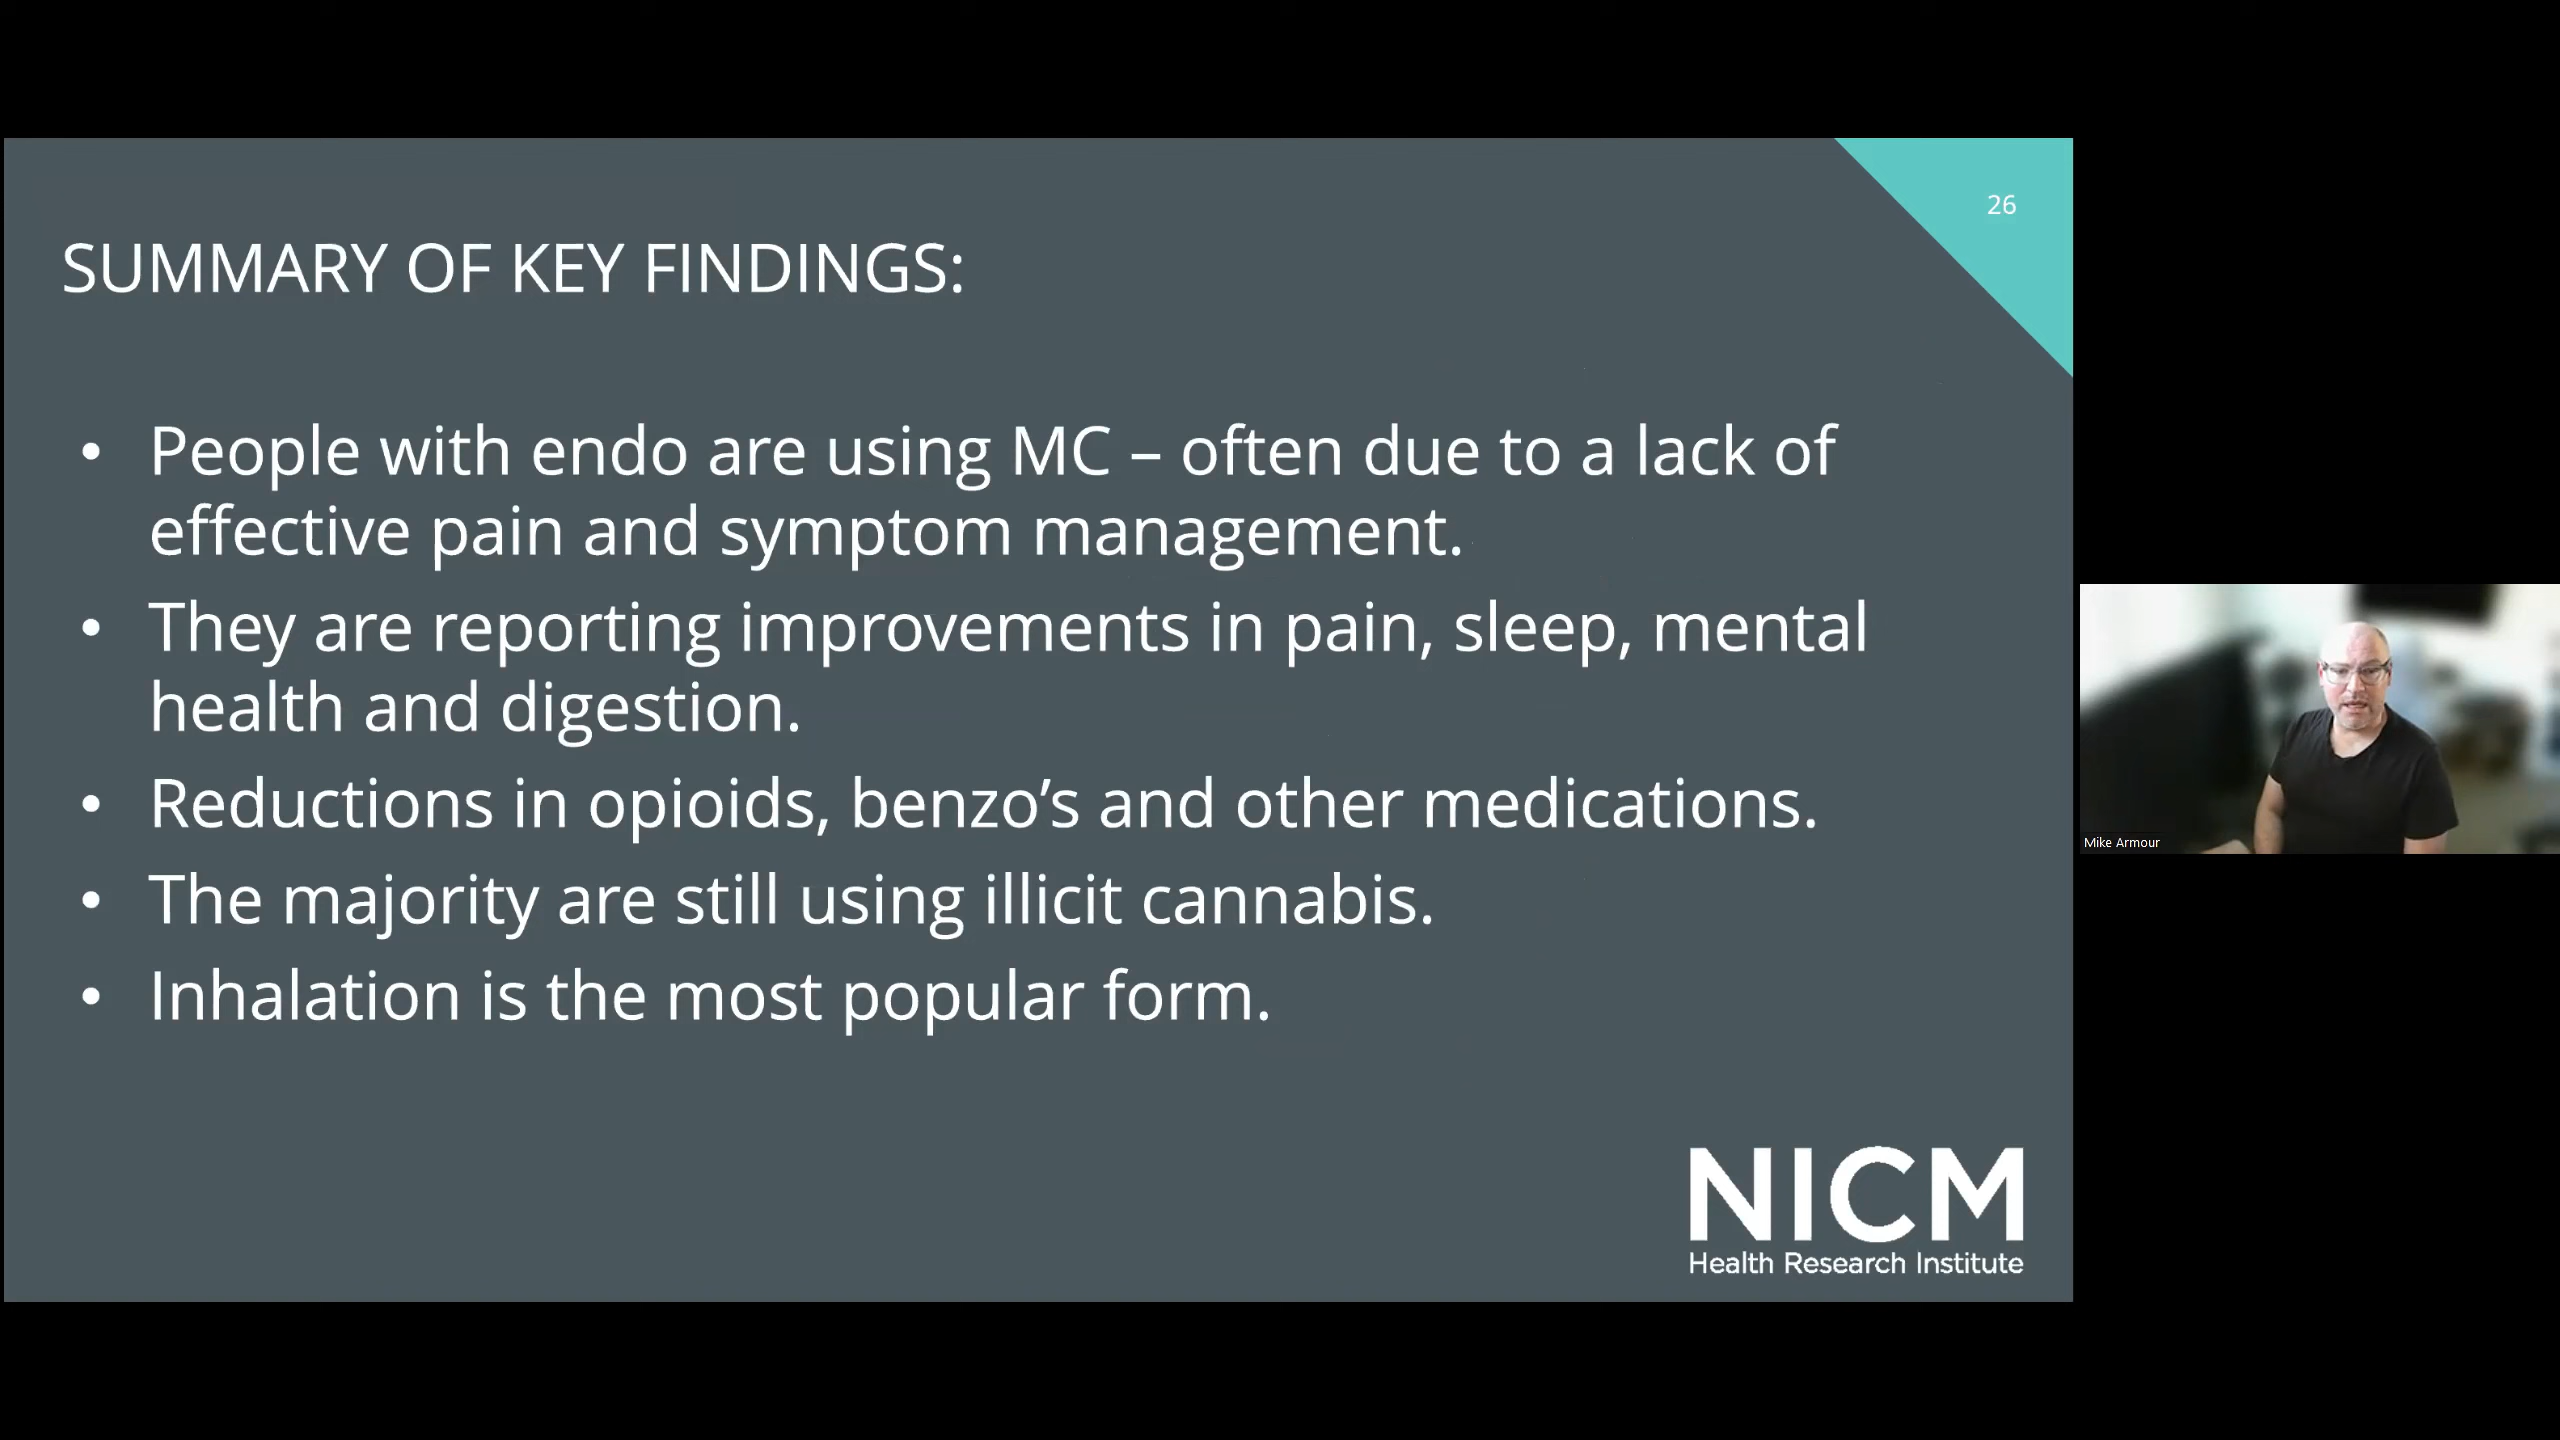 26
SUMMARY OF KEY FINDINGS:
• People with endo are using MC – often due to a lack of
effective pain and symptom management.
• They are reporting improvements in pain, sleep, mental
health and digestion.
• Reductions in opioids, benzo’s and other medications.
• The majority are still using illicit cannabis.
• Inhalation is the most popular form.
NICM
Health Research Institute
Mike Armour